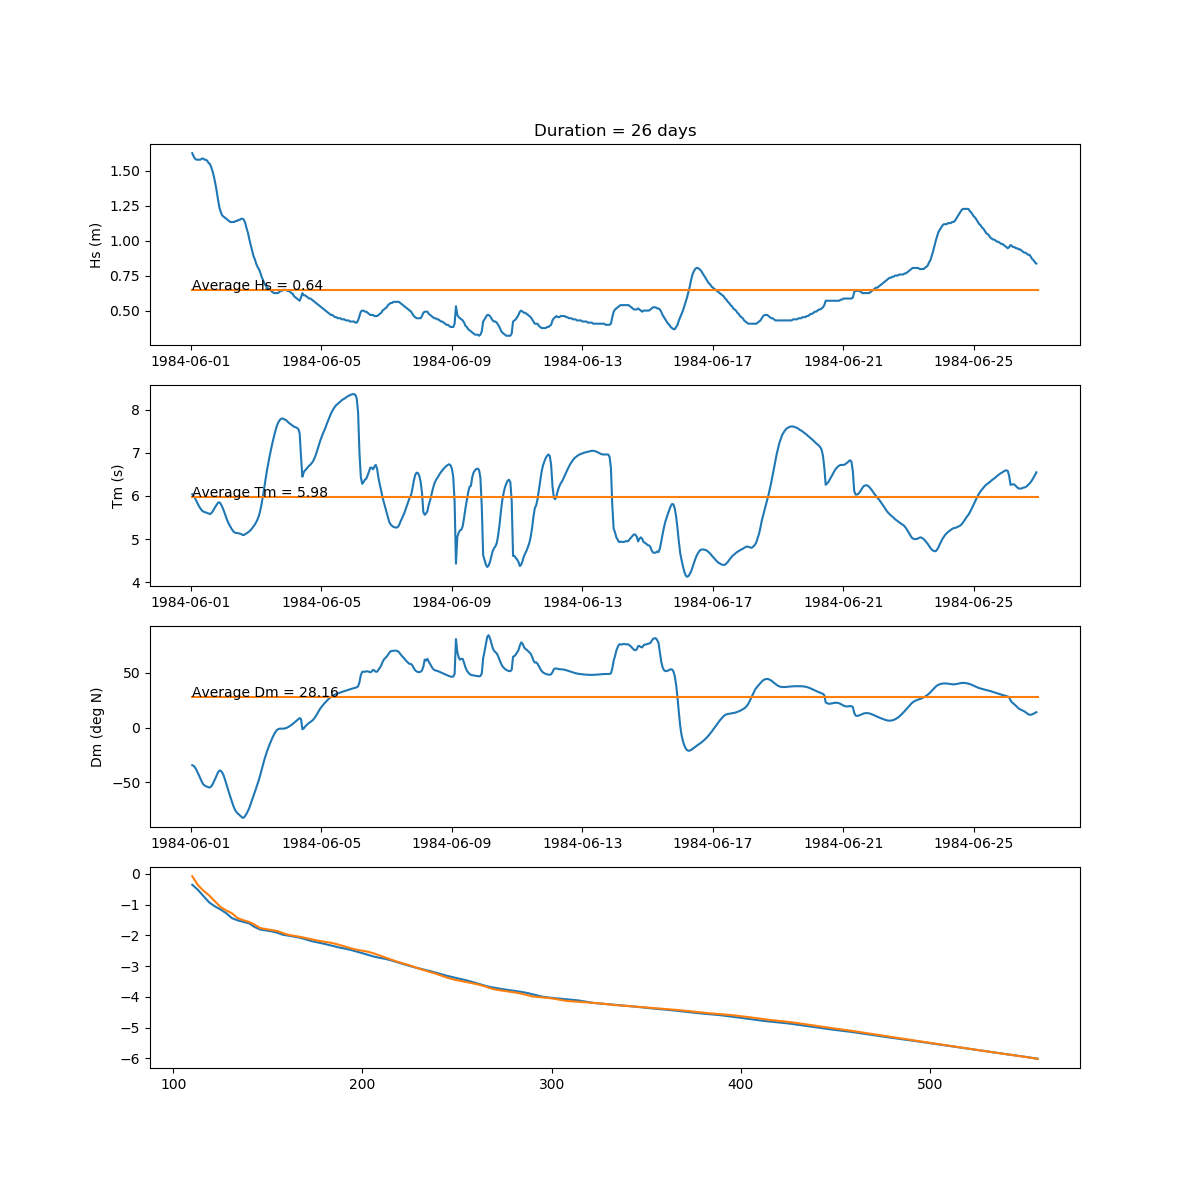 Duration = 26 days
1.50
1.25
1.00
0.75
0.50
Hs (m)
Average Hs = 0.64
1984-06-01 1984-06-05 1984-06-09 1984-06-13 1984-06-17 1984-06-21 1984-06-25
8
7
6
5
4
Tm (s)
Average Tm = 5.98
1984-06-01 1984-06-05 1984-06-09 1984-06-13 1984-06-17 1984-06-21 1984-06-25
50
0
−50
Dm (deg N)
Average Dm = 28.16
1984-06-01 1984-06-05 1984-06-09 1984-06-13 1984-06-17 1984-06-21 1984-06-25
0
−1
−2
−3
−4
−5
−6
100 200 300 400 500